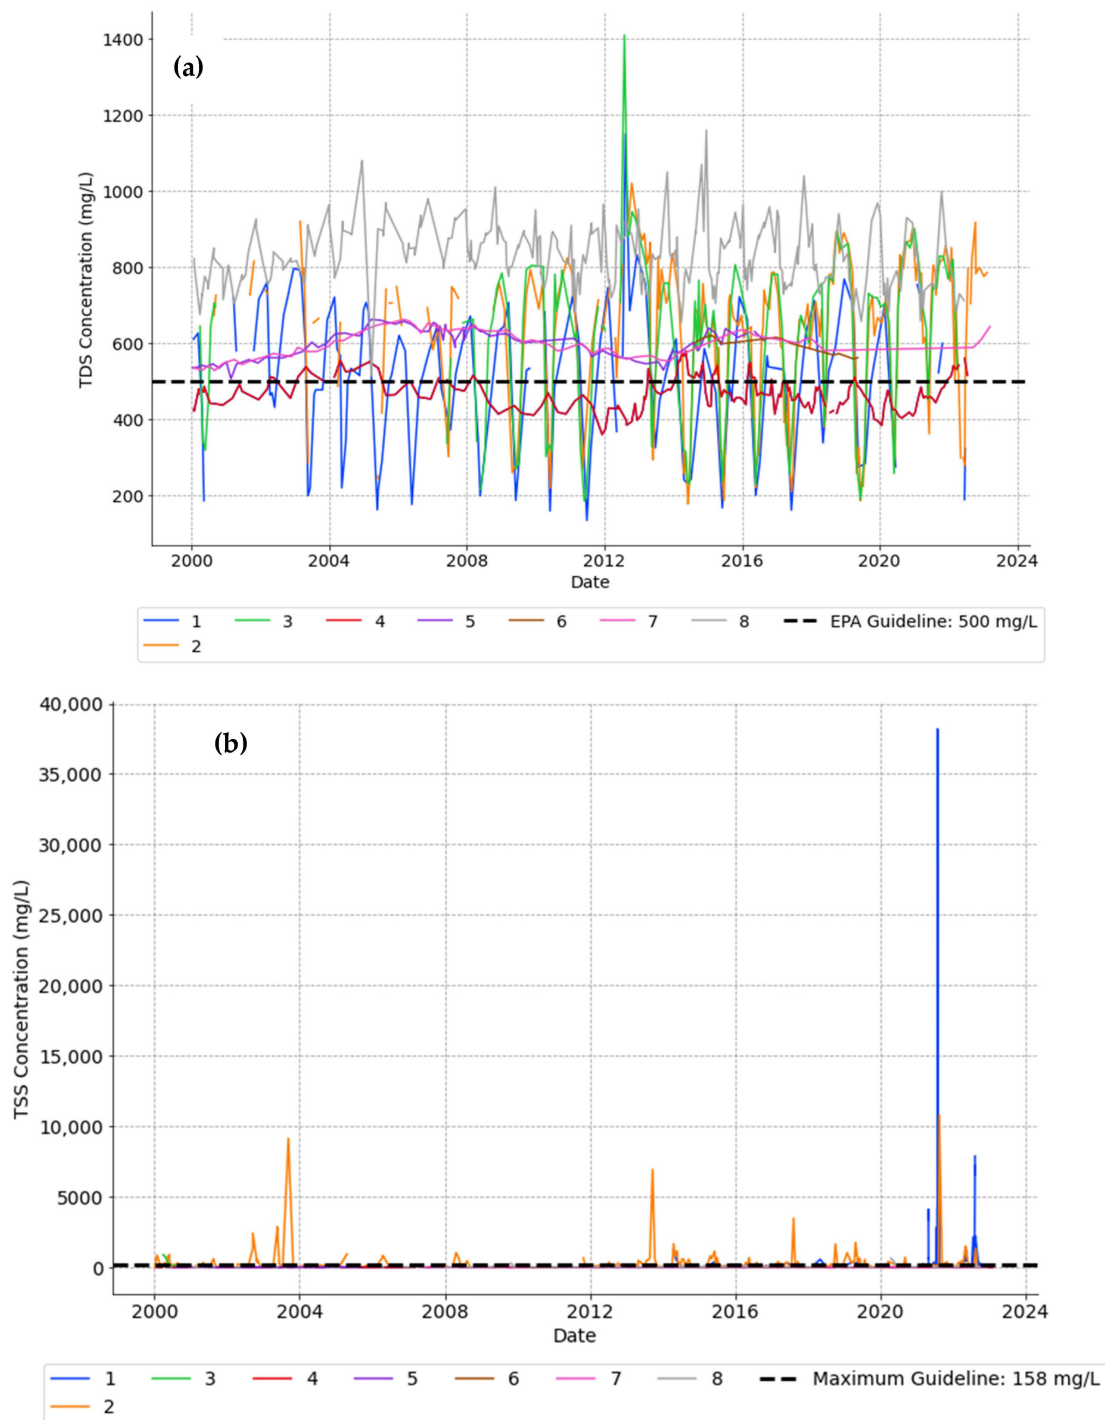 (a)
TDS Concentration (mg/L)
1400
1200
1000
800
600
400
200
2000 2004 2008 2012 2016 2020 2024
Date
1 3 4 5 6 7 8 EPA Guideline: 500 mg/L
2
(b)
TSS Concentration (mg/L)
40,000
35,000
30,000
25,000
20,000
15,000
10,000
5000
0
2000 2004 2008 2012 2016 2020 2024
Date
1 3 4 5 6 7 8 Maximum Guideline: 158 mg/L
2